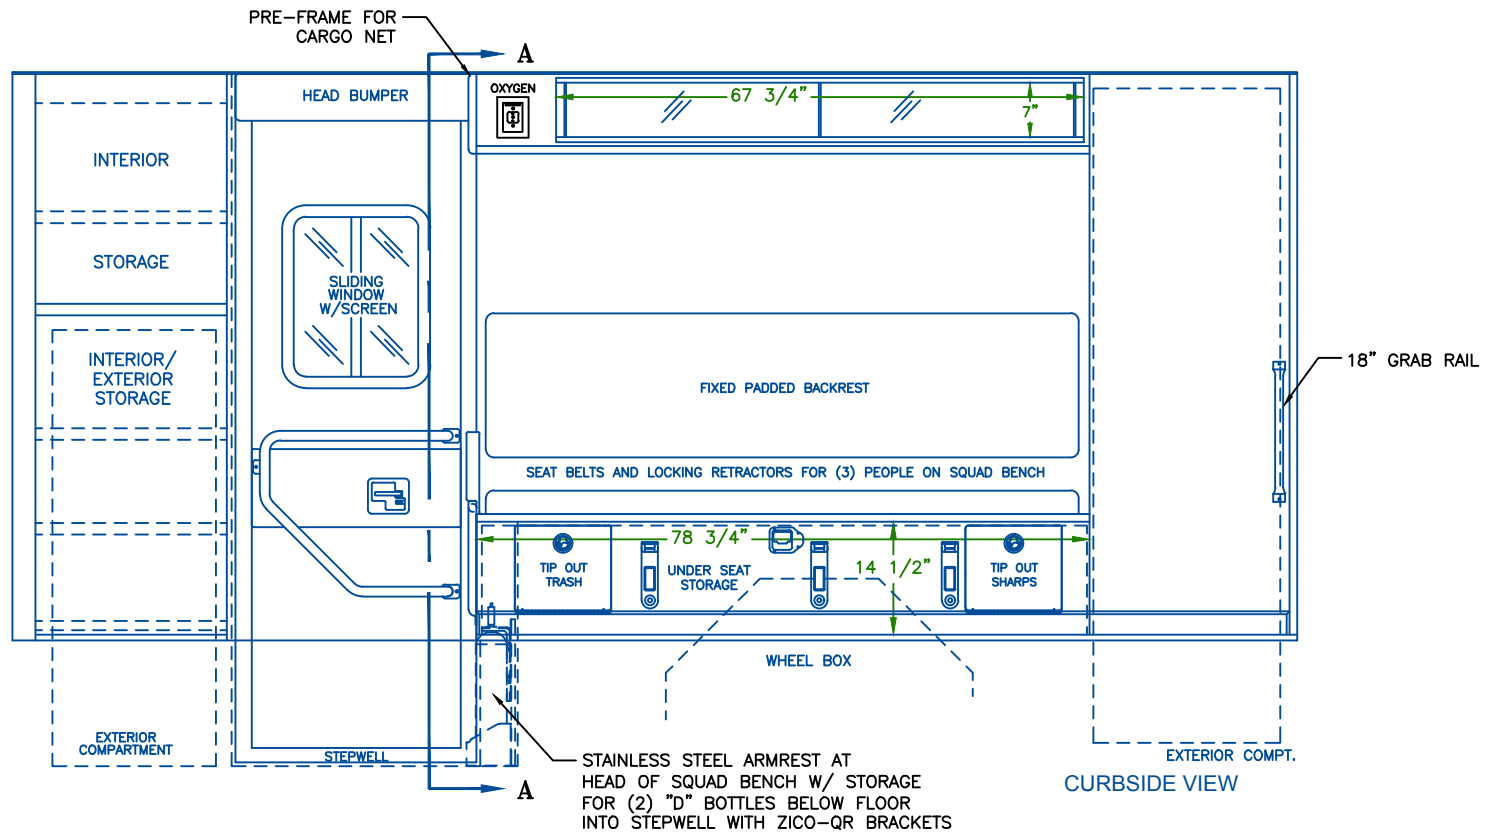 PRE-FRAME FOR
CARGO NET
A
HEAD BUMPER
OXYGEN
67 3/4"
7"
INTERIOR
STORAGE
SLIDING
WINDOW
W/SCREEN
INTERIOR/
EXTERIOR
STORAGE
FIXED PADDED BACKREST
18" GRAB RAIL
SEAT BELTS AND LOCKING RETRACTORS FOR (3) PEOPLE ON SQUAD BENCH
78 3/4"
14 1/2"
TIP OUT
TRASH
UNDER SEAT
STORAGE
TIP OUT
SHARPS
WHEEL BOX
EXTERIOR
COMPARTMENT
STEPWELL
EXTERIOR COMPT.
CURBSIDE VIEW
A
STAINLESS STEEL ARMREST AT
HEAD OF SQUAD BENCH W/ STORAGE
FOR (2) "D" BOTTLES BELOW FLOOR
INTO STEPWELL WITH ZICO-QR BRACKETS